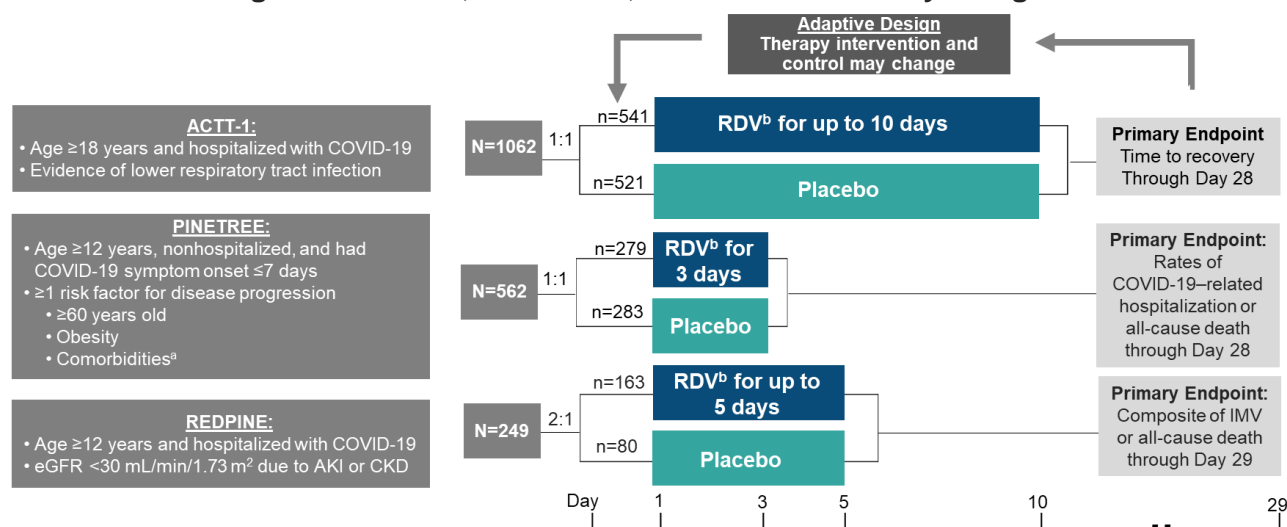 Adaptive Design
Therapy intervention and
control may change
ACTT-1:
• Age ≥18 years and hospitalized with COVID-19
• Evidence of lower respiratory tract infection
N=1062
1:1
n=541
RDVᵇ for up to 10 days
n=521
Placebo
Primary Endpoint
Time to recovery
Through Day 28
PINETREE:
• Age ≥12 years, nonhospitalized, and had
COVID-19 symptom onset ≤7 days
• ≥1 risk factor for disease progression
• ≥60 years old
• Obesity
• Comorbiditiesᵃ
N=562
1:1
n=279
RDVᵇ for
3 days
n=283
Placebo
Primary Endpoint:
Rates of
COVID-19–related
hospitalization or
all-cause death
through Day 28
REDPINE:
• Age ≥12 years and hospitalized with COVID-19
• eGFR <30 mL/min/1.73 m² due to AKI or CKD
N=249
2:1
n=163
RDVᵇ for up to
5 days
n=80
Placebo
Primary Endpoint:
Composite of IMV
or all-cause death
through Day 29
Day 1 3 5 10 29